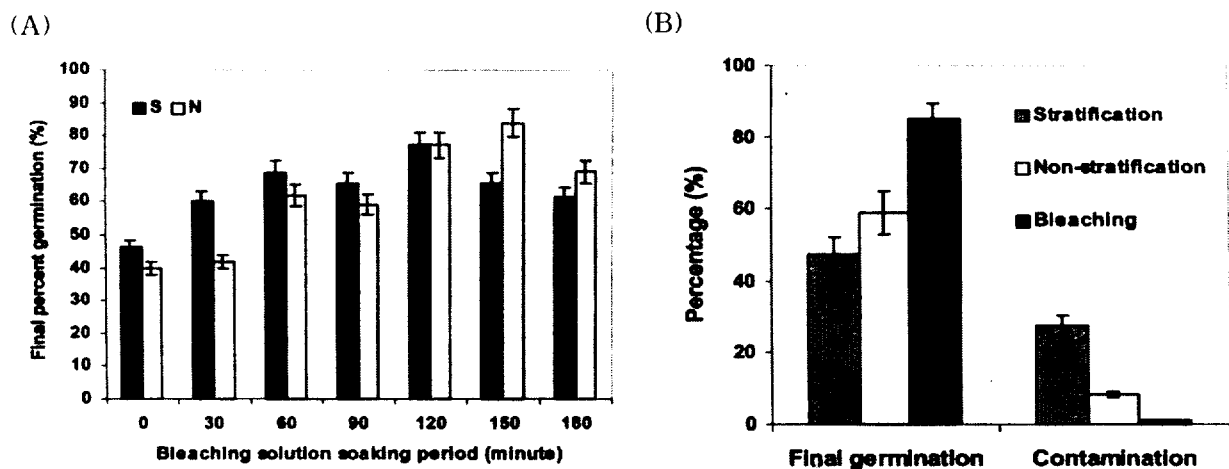 (A)
Final percent germination (%)
100
90
80
70
60
50
40
30
20
10
0
S N
0 30 60 90 120 150 180
Bleaching solution soaking period (minute)
(B)
Percentage (%)
100
80
60
40
20
0
Stratification
Non-stratification
Bleaching
Final germination Contamination